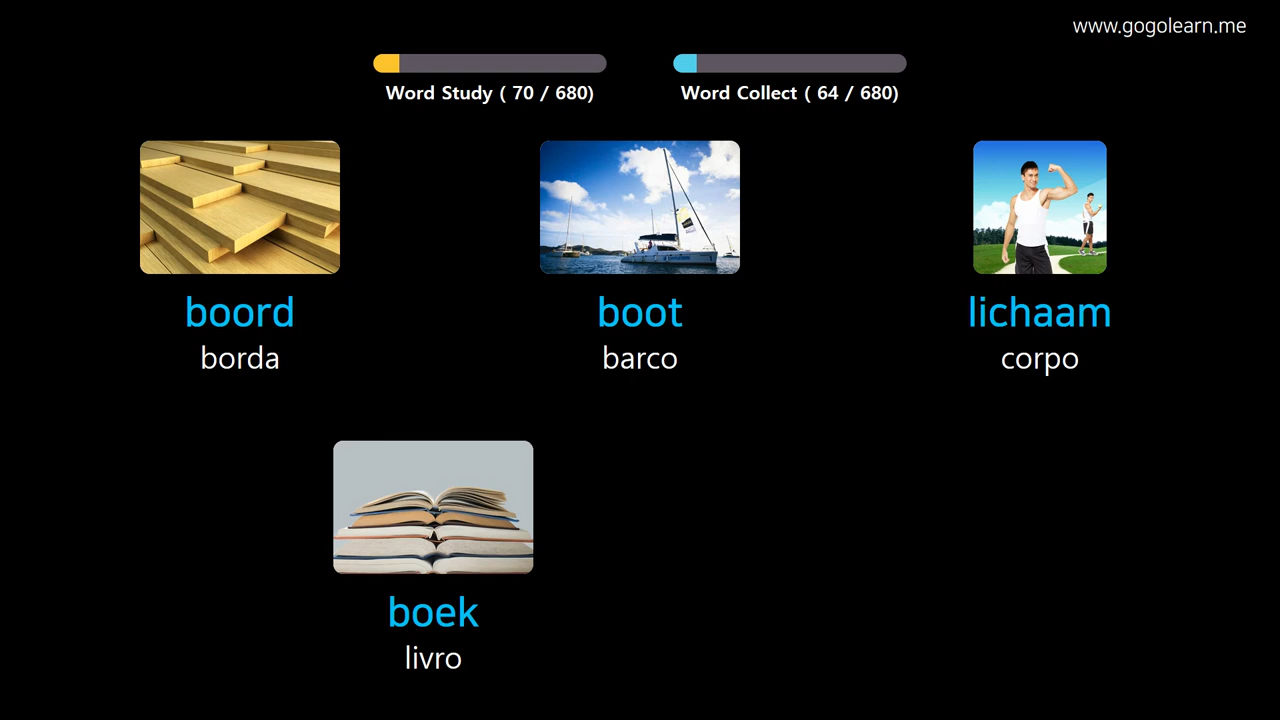 www.gogolearn.me
Word Study ( 70 / 680)
Word Collect ( 64 / 680)
boord
borda
boot
barco
lichaam
corpo
boek
livro